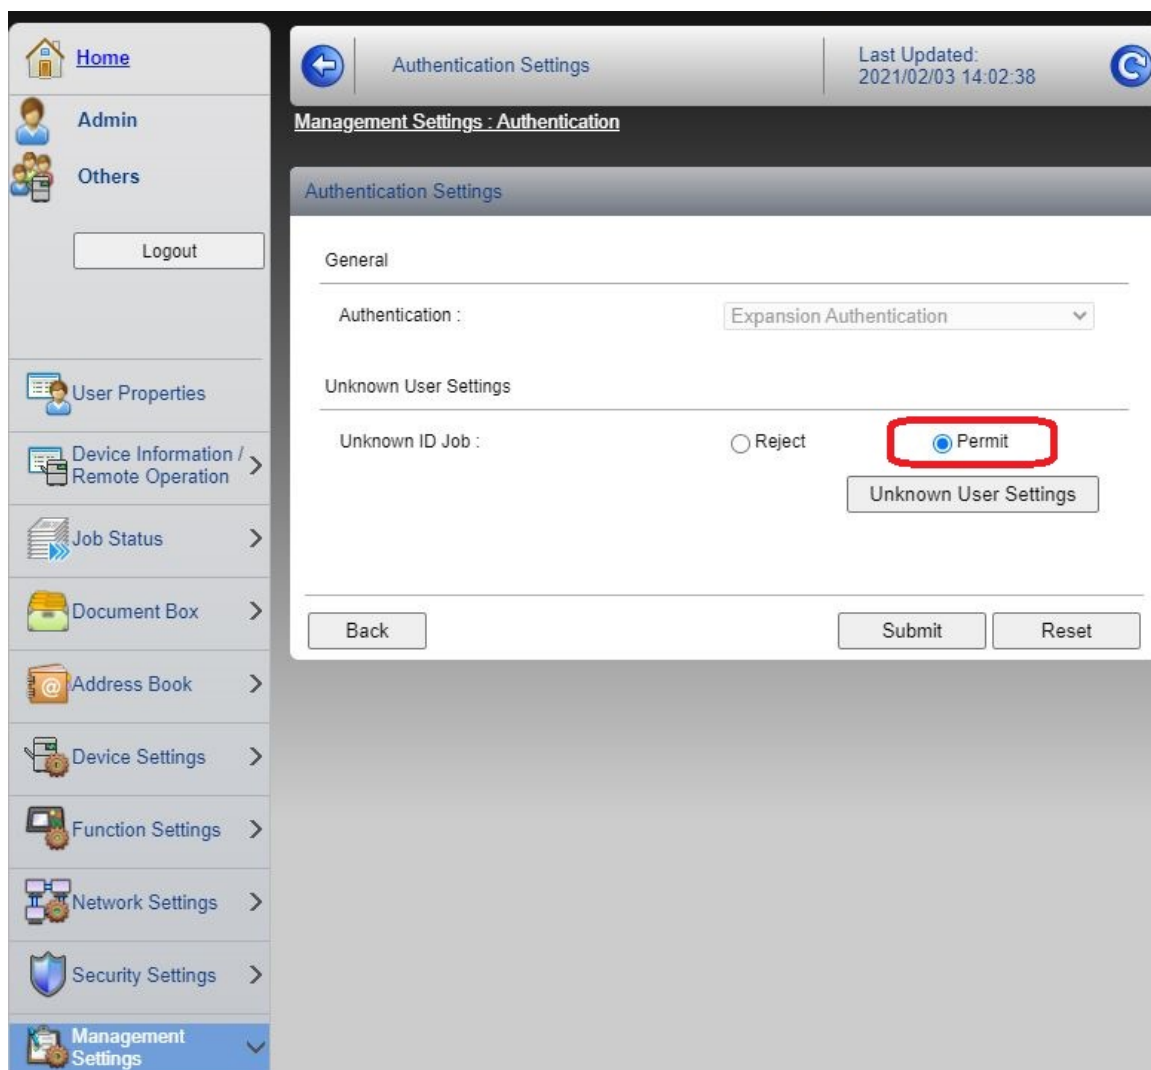 Home
Admin
Others
Logout
User Properties
Device Information /
Remote Operation
Job Status
Document Box
Address Book
Device Settings
Function Settings
Network Settings
Security Settings
Management
Settings
Authentication Settings
Last Updated:
2021/02/03 14:02:38
Management Settings : Authentication
Authentication Settings
General
Authentication : Expansion Authentication
Unknown User Settings
Unknown ID Job : Reject Permit
Unknown User Settings
Back Submit Reset